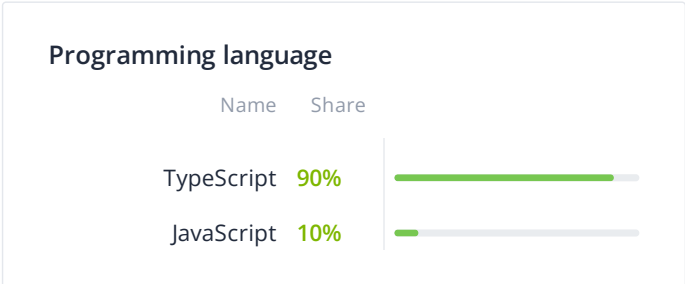 Programming language
Name Share
TypeScript 90%
JavaScript 10%